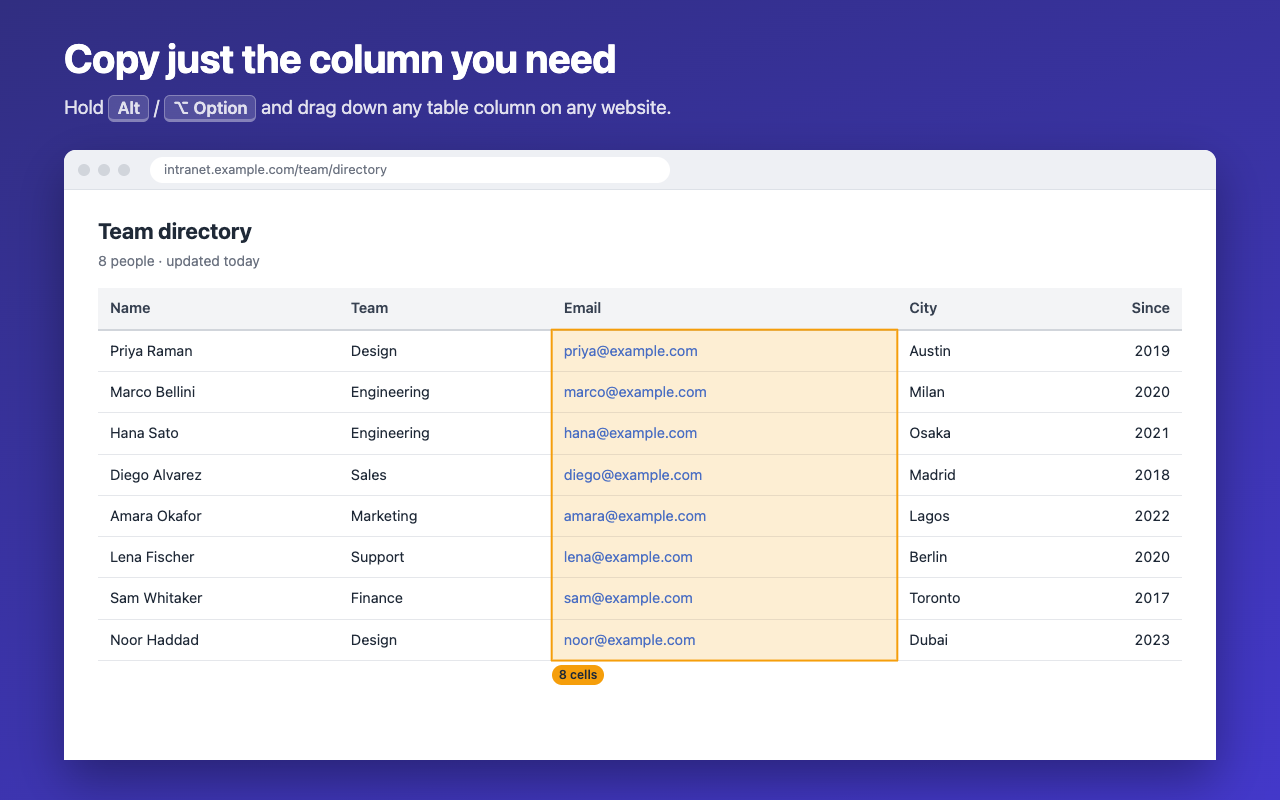 Copy just the column you need
Hold Alt / ⌥ Option and drag down any table column on any website.
intranet.example.com/team/directory
Team directory
8 people · updated today
Name Team Email City Since
Priya Raman Design priya@example.com Austin 2019
Marco Bellini Engineering marco@example.com Milan 2020
Hana Sato Engineering hana@example.com Osaka 2021
Diego Alvarez Sales diego@example.com Madrid 2018
Amara Okafor Marketing amara@example.com Lagos 2022
Lena Fischer Support lena@example.com Berlin 2020
Sam Whitaker Finance sam@example.com Toronto 2017
Noor Haddad Design noor@example.com Dubai 2023
8 cells